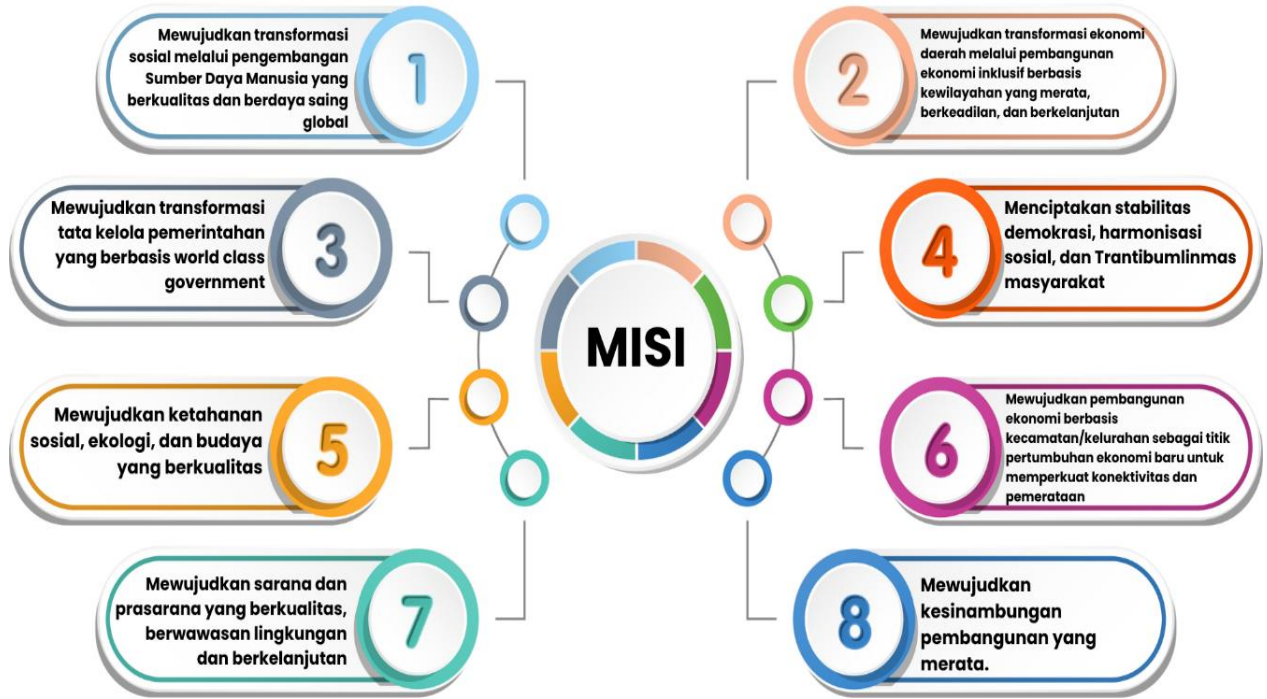 Mewujudkan transformasi
sosial melalui pengembangan
Sumber Daya Manusia yang
berkualitas dan berdaya saing
global
1
2
Mewujudkan transformasi ekonomi
daerah melalui pembangunan
ekonomi inklusif berbasis
kewilayahan yang merata,
berkeadilan, dan berkelanjutan
Mewujudkan transformasi
tata kelola pemerintahan
yang berbasis world class
government
3
4
Menciptakan stabilitas
demokrasi, harmonisasi
sosial, dan Trantibumlinmas
masyarakat
MISI
Mewujudkan ketahanan
sosial, ekologi, dan budaya
yang berkualitas
5
6
Mewujudkan pembangunan
ekonomi berbasis
kecamatan/kelurahan sebagai titik
pertumbuhan ekonomi baru untuk
memperkuat konektivitas dan
pemerataan
Mewujudkan sarana dan
prasarana yang berkualitas,
berwawasan lingkungan
dan berkelanjutan
7
8
Mewujudkan
kesinambungan
pembangunan yang
merata.